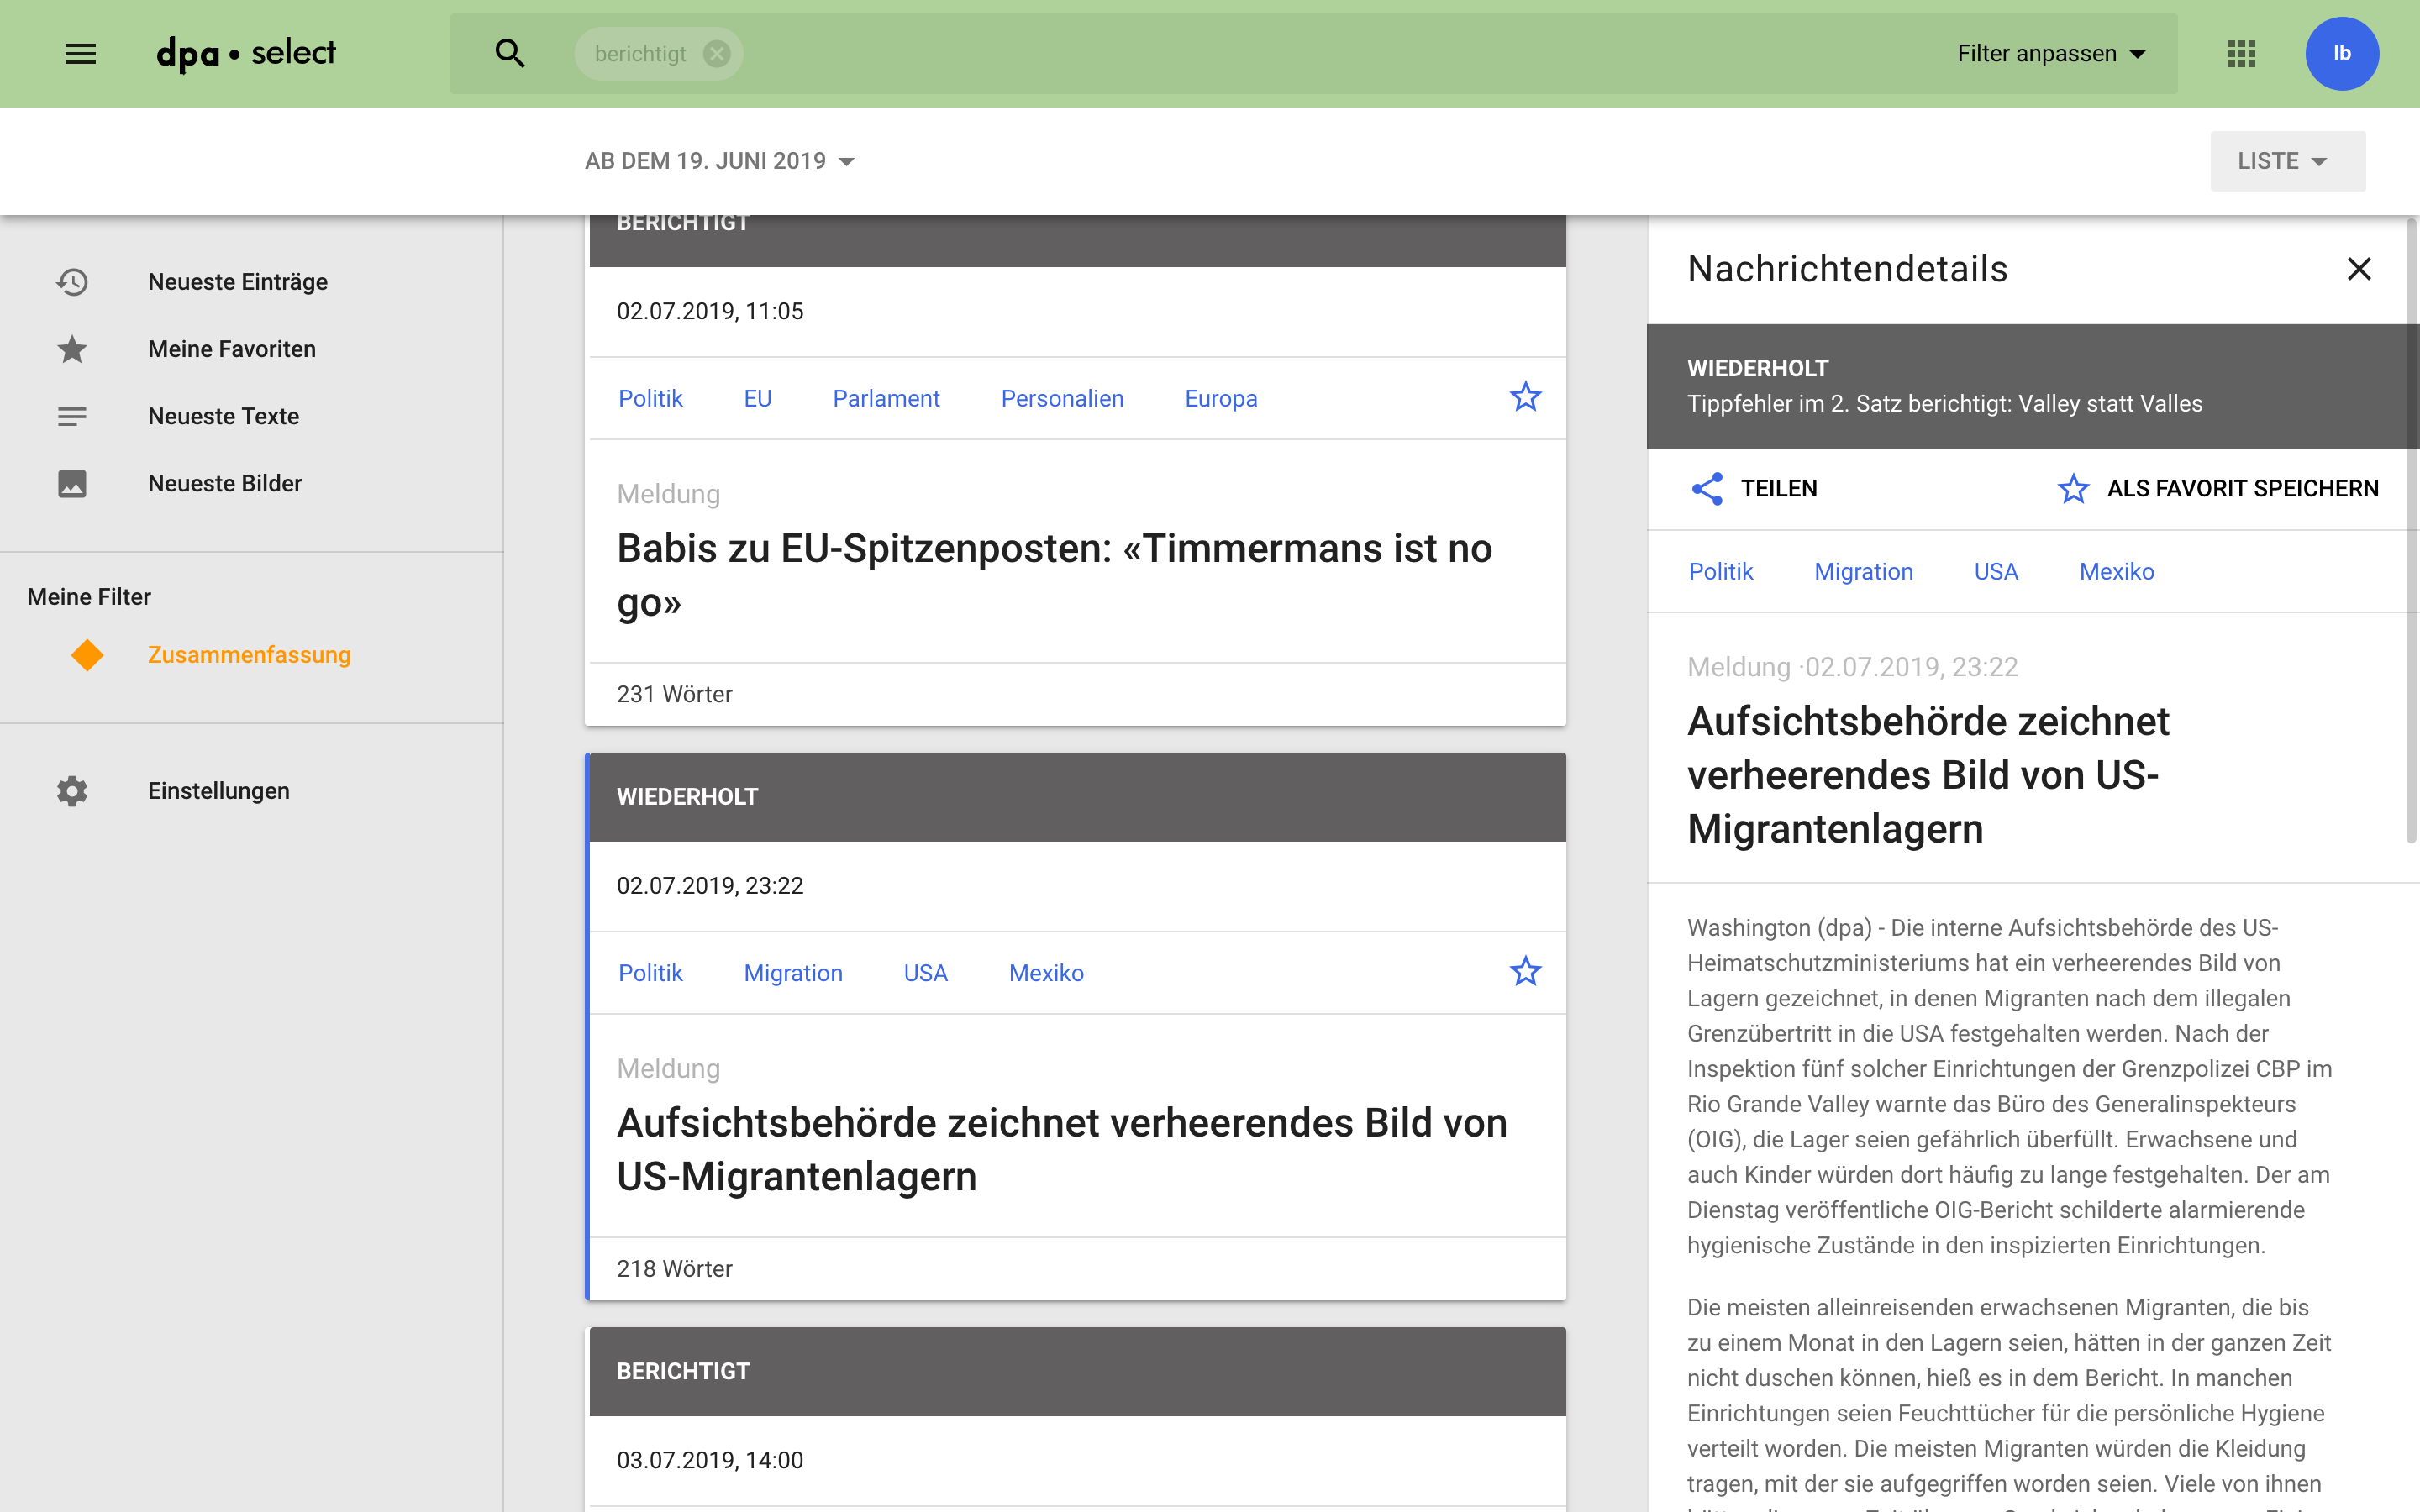 dpa • select
berichtigt
Filter anpassen
lb
AB DEM 19. JUNI 2019
LISTE
Neueste Einträge
Meine Favoriten
Neueste Texte
Neueste Bilder
Meine Filter
Zusammenfassung
Einstellungen
BERICHTIGT
02.07.2019, 11:05
Politik EU Parlament Personalien Europa
Meldung
Babis zu EU-Spitzenposten: «Timmermans ist no
go»
231 Wörter
WIEDERHOLT
02.07.2019, 23:22
Politik Migration USA Mexiko
Meldung
Aufsichtsbehörde zeichnet verheerendes Bild von
US-Migrantenlagern
218 Wörter
BERICHTIGT
03.07.2019, 14:00
Nachrichtendetails
WIEDERHOLT
Tippfehler im 2. Satz berichtigt: Valley statt Valles
TEILEN
ALS FAVORIT SPEICHERN
Politik Migration USA Mexiko
Meldung ·02.07.2019, 23:22
Aufsichtsbehörde zeichnet
verheerendes Bild von US-
Migrantenlagern
Washington (dpa) - Die interne Aufsichtsbehörde des US-
Heimatschutzministeriums hat ein verheerendes Bild von
Lagern gezeichnet, in denen Migranten nach dem illegalen
Grenzübertritt in die USA festgehalten werden. Nach der
Inspektion fünf solcher Einrichtungen der Grenzpolizei CBP im
Rio Grande Valley warnte das Büro des Generalinspekteurs
(OIG), die Lager seien gefährlich überfüllt. Erwachsene und
auch Kinder würden dort häufig zu lange festgehalten. Der am
Dienstag veröffentliche OIG-Bericht schilderte alarmierende
hygienische Zustände in den inspizierten Einrichtungen.
Die meisten alleinreisenden erwachsenen Migranten, die bis
zu einem Monat in den Lagern seien, hätten in der ganzen Zeit
nicht duschen können, hieß es in dem Bericht. In manchen
Einrichtungen seien Feuchttücher für die persönliche Hygiene
verteilt worden. Die meisten Migranten würden die Kleidung
tragen, mit der sie aufgegriffen worden seien. Viele von ihnen